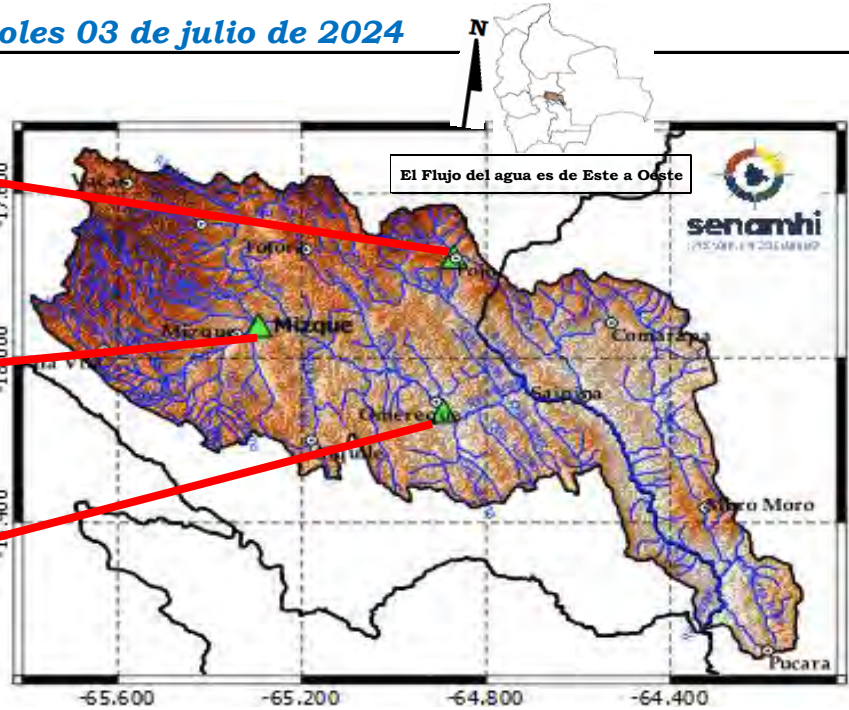 oles 03 de julio de 2024
N
El Flujo del agua es de Este a Oeste
senamhi
Vacas
Totora
Pojo
Mizque
Mizque
Comarapa
Saipina
Omereque
Moro Moro
Pucara
-65.600 -65.200 -64.800 -64.400